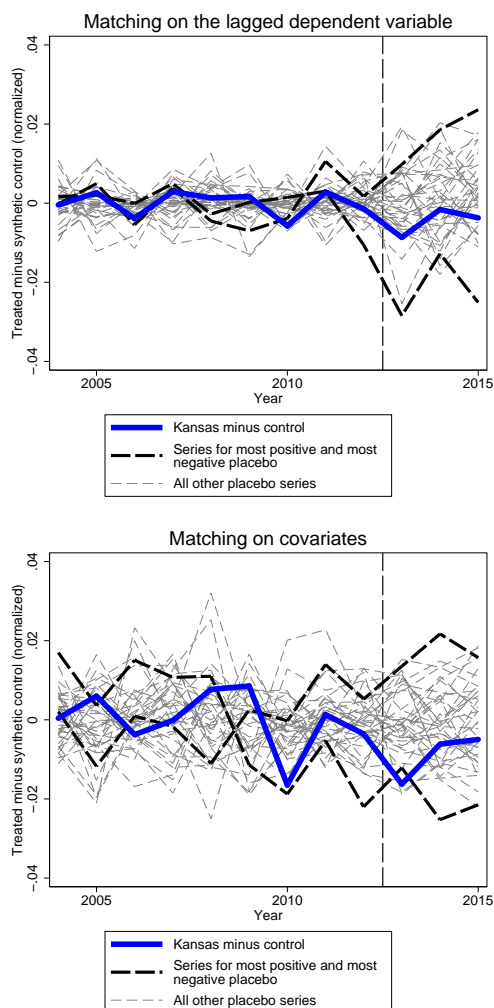 Matching on the lagged dependent variable
Treated minus synthetic control (normalized)
.04
.02
0
-.02
-.04
2005
2010
2015
Year
Kansas minus control
Series for most positive and most
negative placebo
All other placebo series
Matching on covariates
Treated minus synthetic control (normalized)
.04
.02
0
-.02
-.04
2005
2010
2015
Year
Kansas minus control
Series for most positive and most
negative placebo
All other placebo series